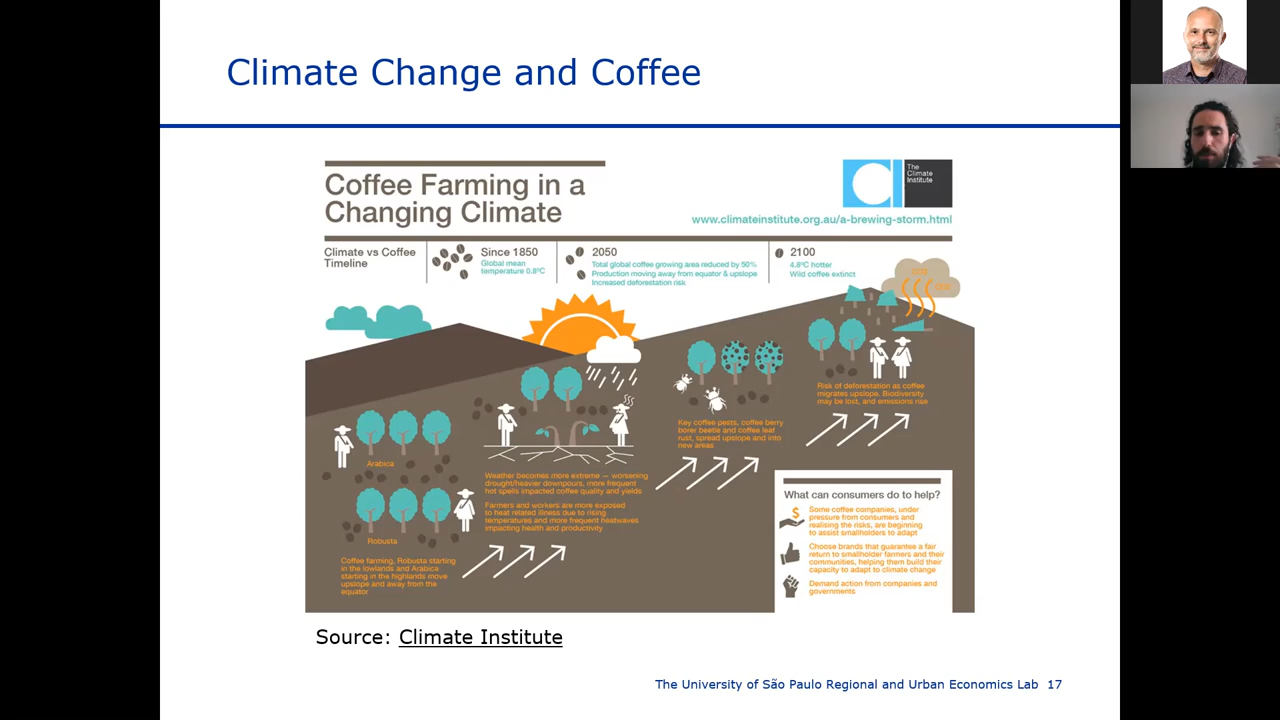 Climate Change and Coffee
Coffee Farming in a
Changing Climate
The
Climate
Institute
www.climateinstitute.org.au/a-brewing-storm.html
Climate vs Coffee
Timeline
Since 1850
Global mean
temperature 0.8ºC
2050
Total global coffee growing area reduced by 50%
Production moving away from equator & upslope
Increased deforestation risk
2100
4.8ºC hotter
Wild coffee extinct
Arabica
Robusta
Coffee farming, Robusta starting
in the lowlands and Arabica
starting in the highlands move
upslope and away from the
equator
Weather becomes more extreme — worsening
drought/heavier downpours, more frequent
hot spells impacted coffee quality and yields
Farmers and workers are more exposed
to heat related illness due to rising
temperatures and more frequent heatwaves
impacting health and productivity
Key coffee pests, coffee berry
borer beetle and coffee leaf
rust, spread upslope and into
new areas
Risk of deforestation as coffee
migrates upslope. Biodiversity
may be lost, and emissions rise
What can consumers do to help?
$
Some coffee companies, under
pressure from consumers and
realising the risks, are beginning
to assist smallholders to adapt
Choose brands that guarantee a fair
return to smallholder farmers and their
communities, helping them build their
capacity to adapt to climate change
Demand action from companies and
governments
Source: Climate Institute
The University of São Paulo Regional and Urban Economics Lab 17